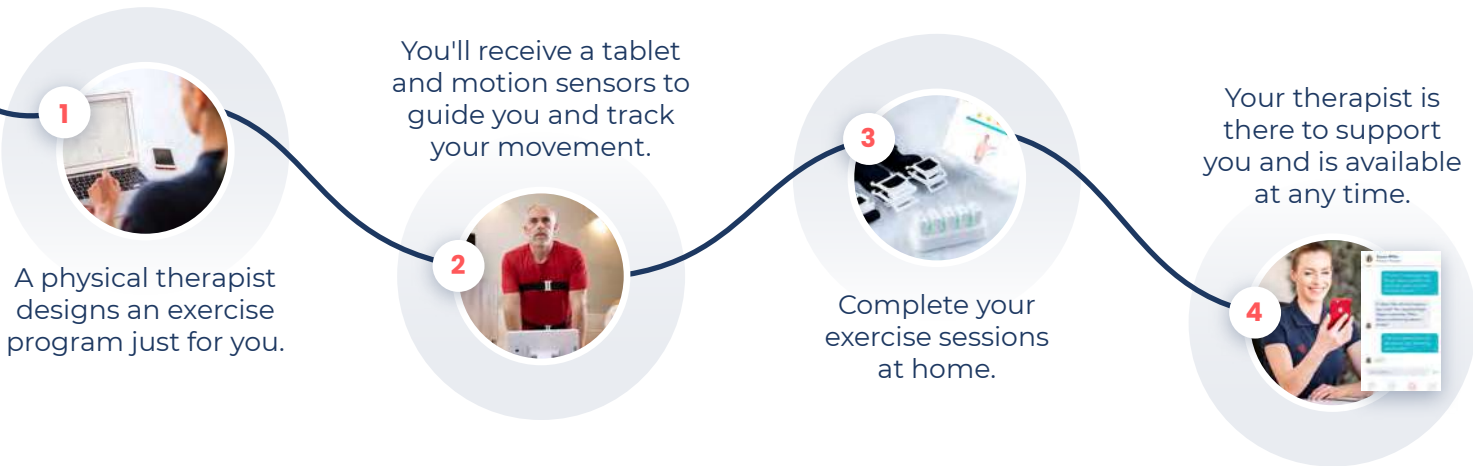 1
A physical therapist
designs an exercise
program just for you.
You'll receive a tablet
and motion sensors to
guide you and track
your movement.
2
3
Complete your
exercise sessions
at home.
Your therapist is
there to support
you and is available
at any time.
4